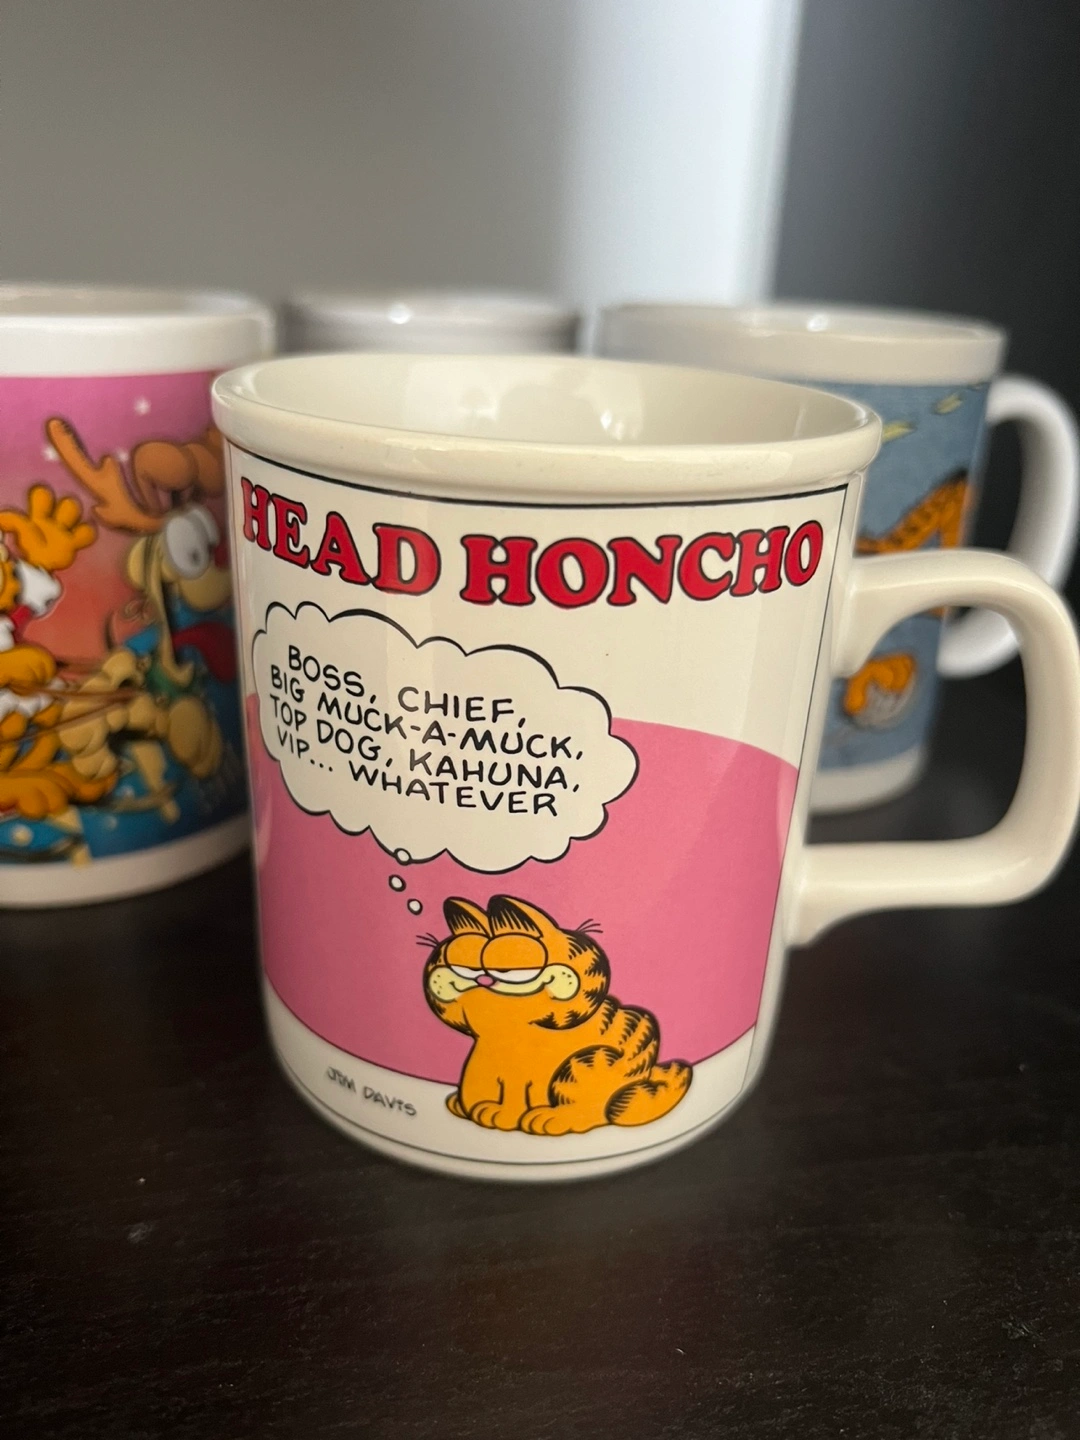 HEAD HONCHO
BOSS, CHIEF,
BIG MUCK-A-MUCK,
TOP DOG, KAHUNA,
VIP... WHATEVER
JIM DAVIS